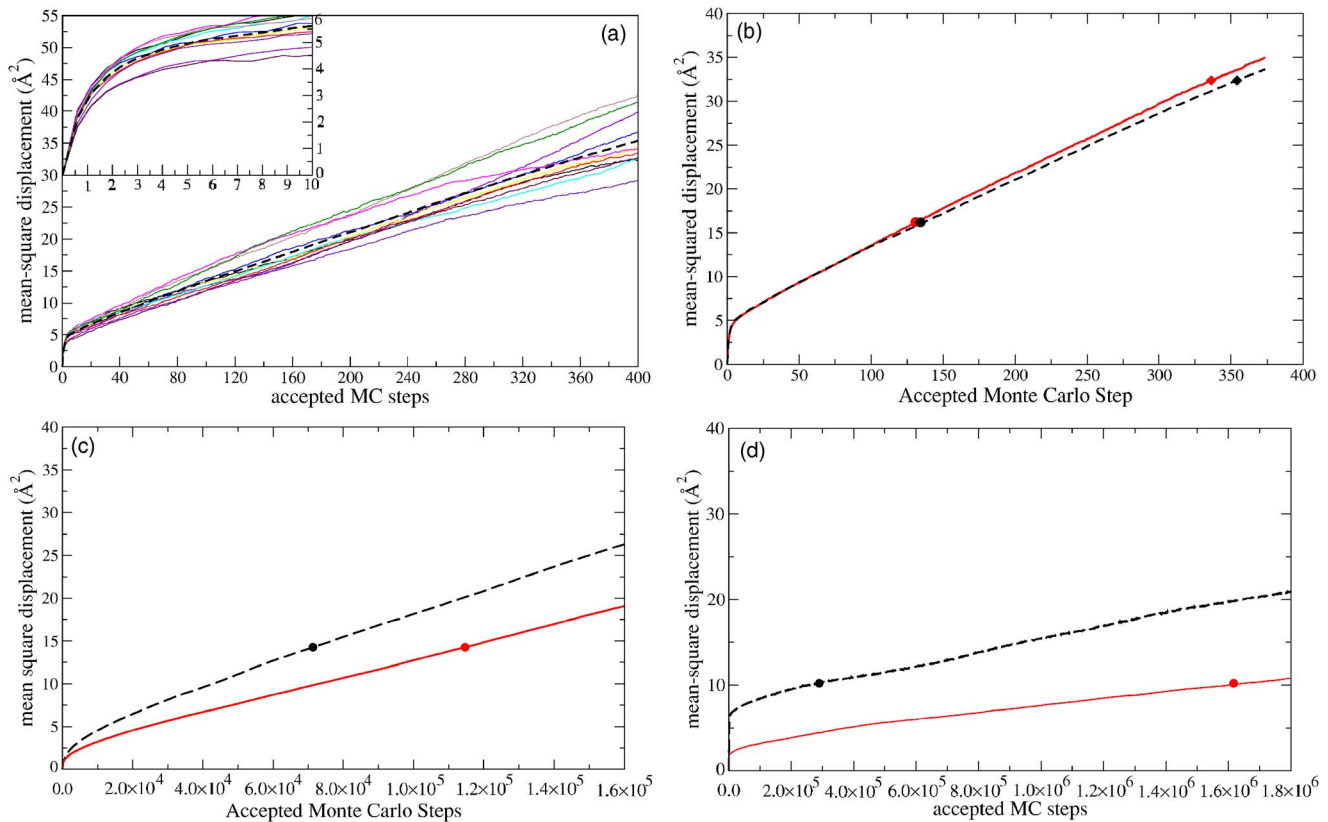 55
50
45
40
35
30
25
20
15
10
5
0
mean-square displacement (Å²)
6
5
4
3
2
1
0
1 2 3 4 5 6 7 8 9 10
(a)
0 40 80 120 160 200 240 280 320 360 400
accepted MC steps
40
35
30
25
20
15
10
5
0
mean-squared displacement (Å²)
(b)
0 50 100 150 200 250 300 350 400
Accepted Monte Carlo Step
40
35
30
25
20
15
10
5
0
mean square displacement (Å²)
(c)
0.0 2.0×10⁴ 4.0×10⁴ 6.0×10⁴ 8.0×10⁴ 1.0×10⁵ 1.2×10⁵ 1.4×10⁵ 1.6×10⁵
Accepted Monte Carlo Steps
40
30
20
10
0
mean-square displacement (Å²)
(d)
0.0 2.0×10⁵ 4.0×10⁵ 6.0×10⁵ 8.0×10⁵ 1.0×10⁶ 1.2×10⁶ 1.4×10⁶ 1.6×10⁶ 1.8×10⁶
accepted MC steps